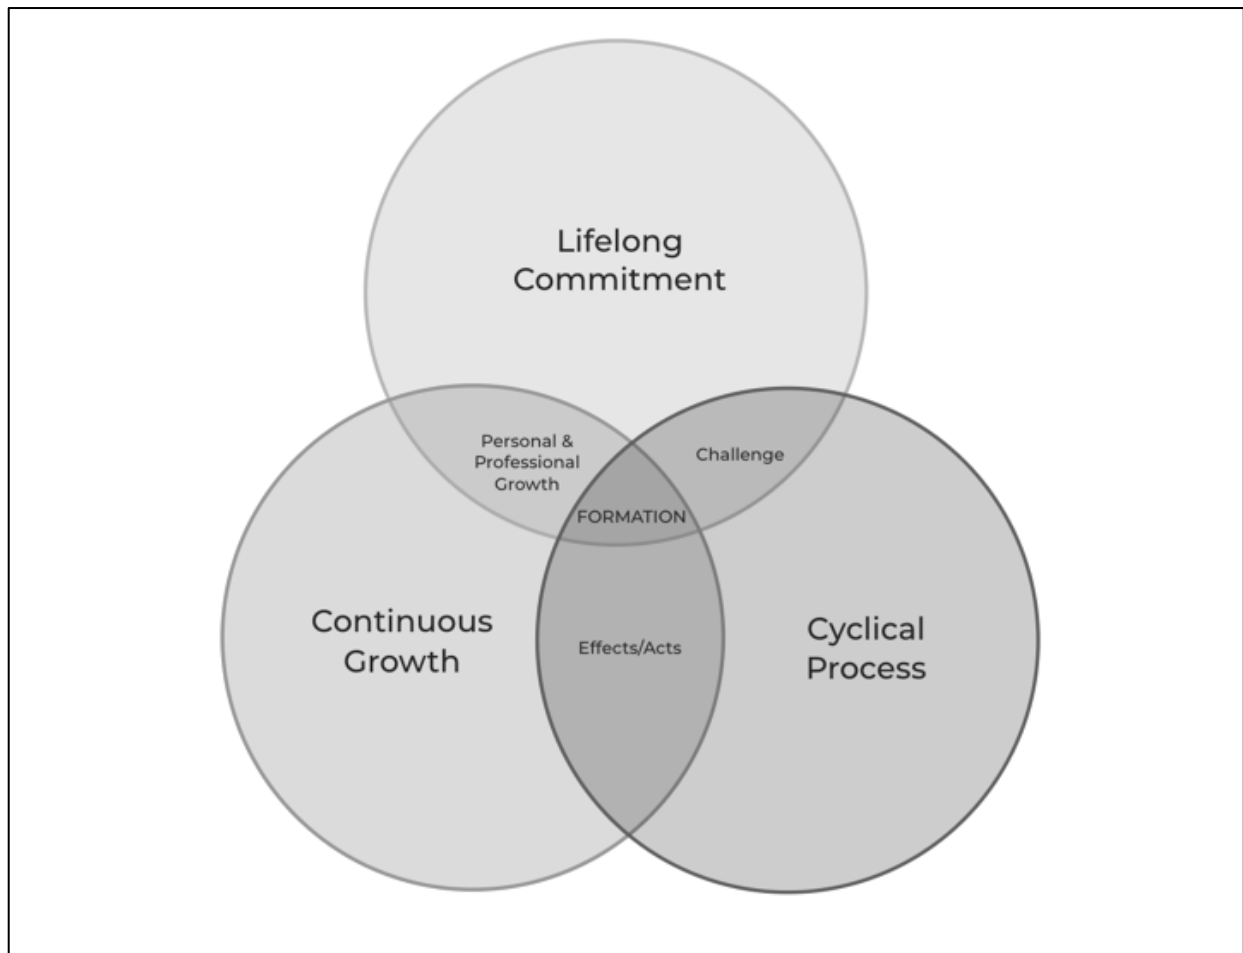 Lifelong
Commitment
Personal &
Professional
Growth
Challenge
FORMATION
Continuous
Growth
Effects/Acts
Cyclical
Process